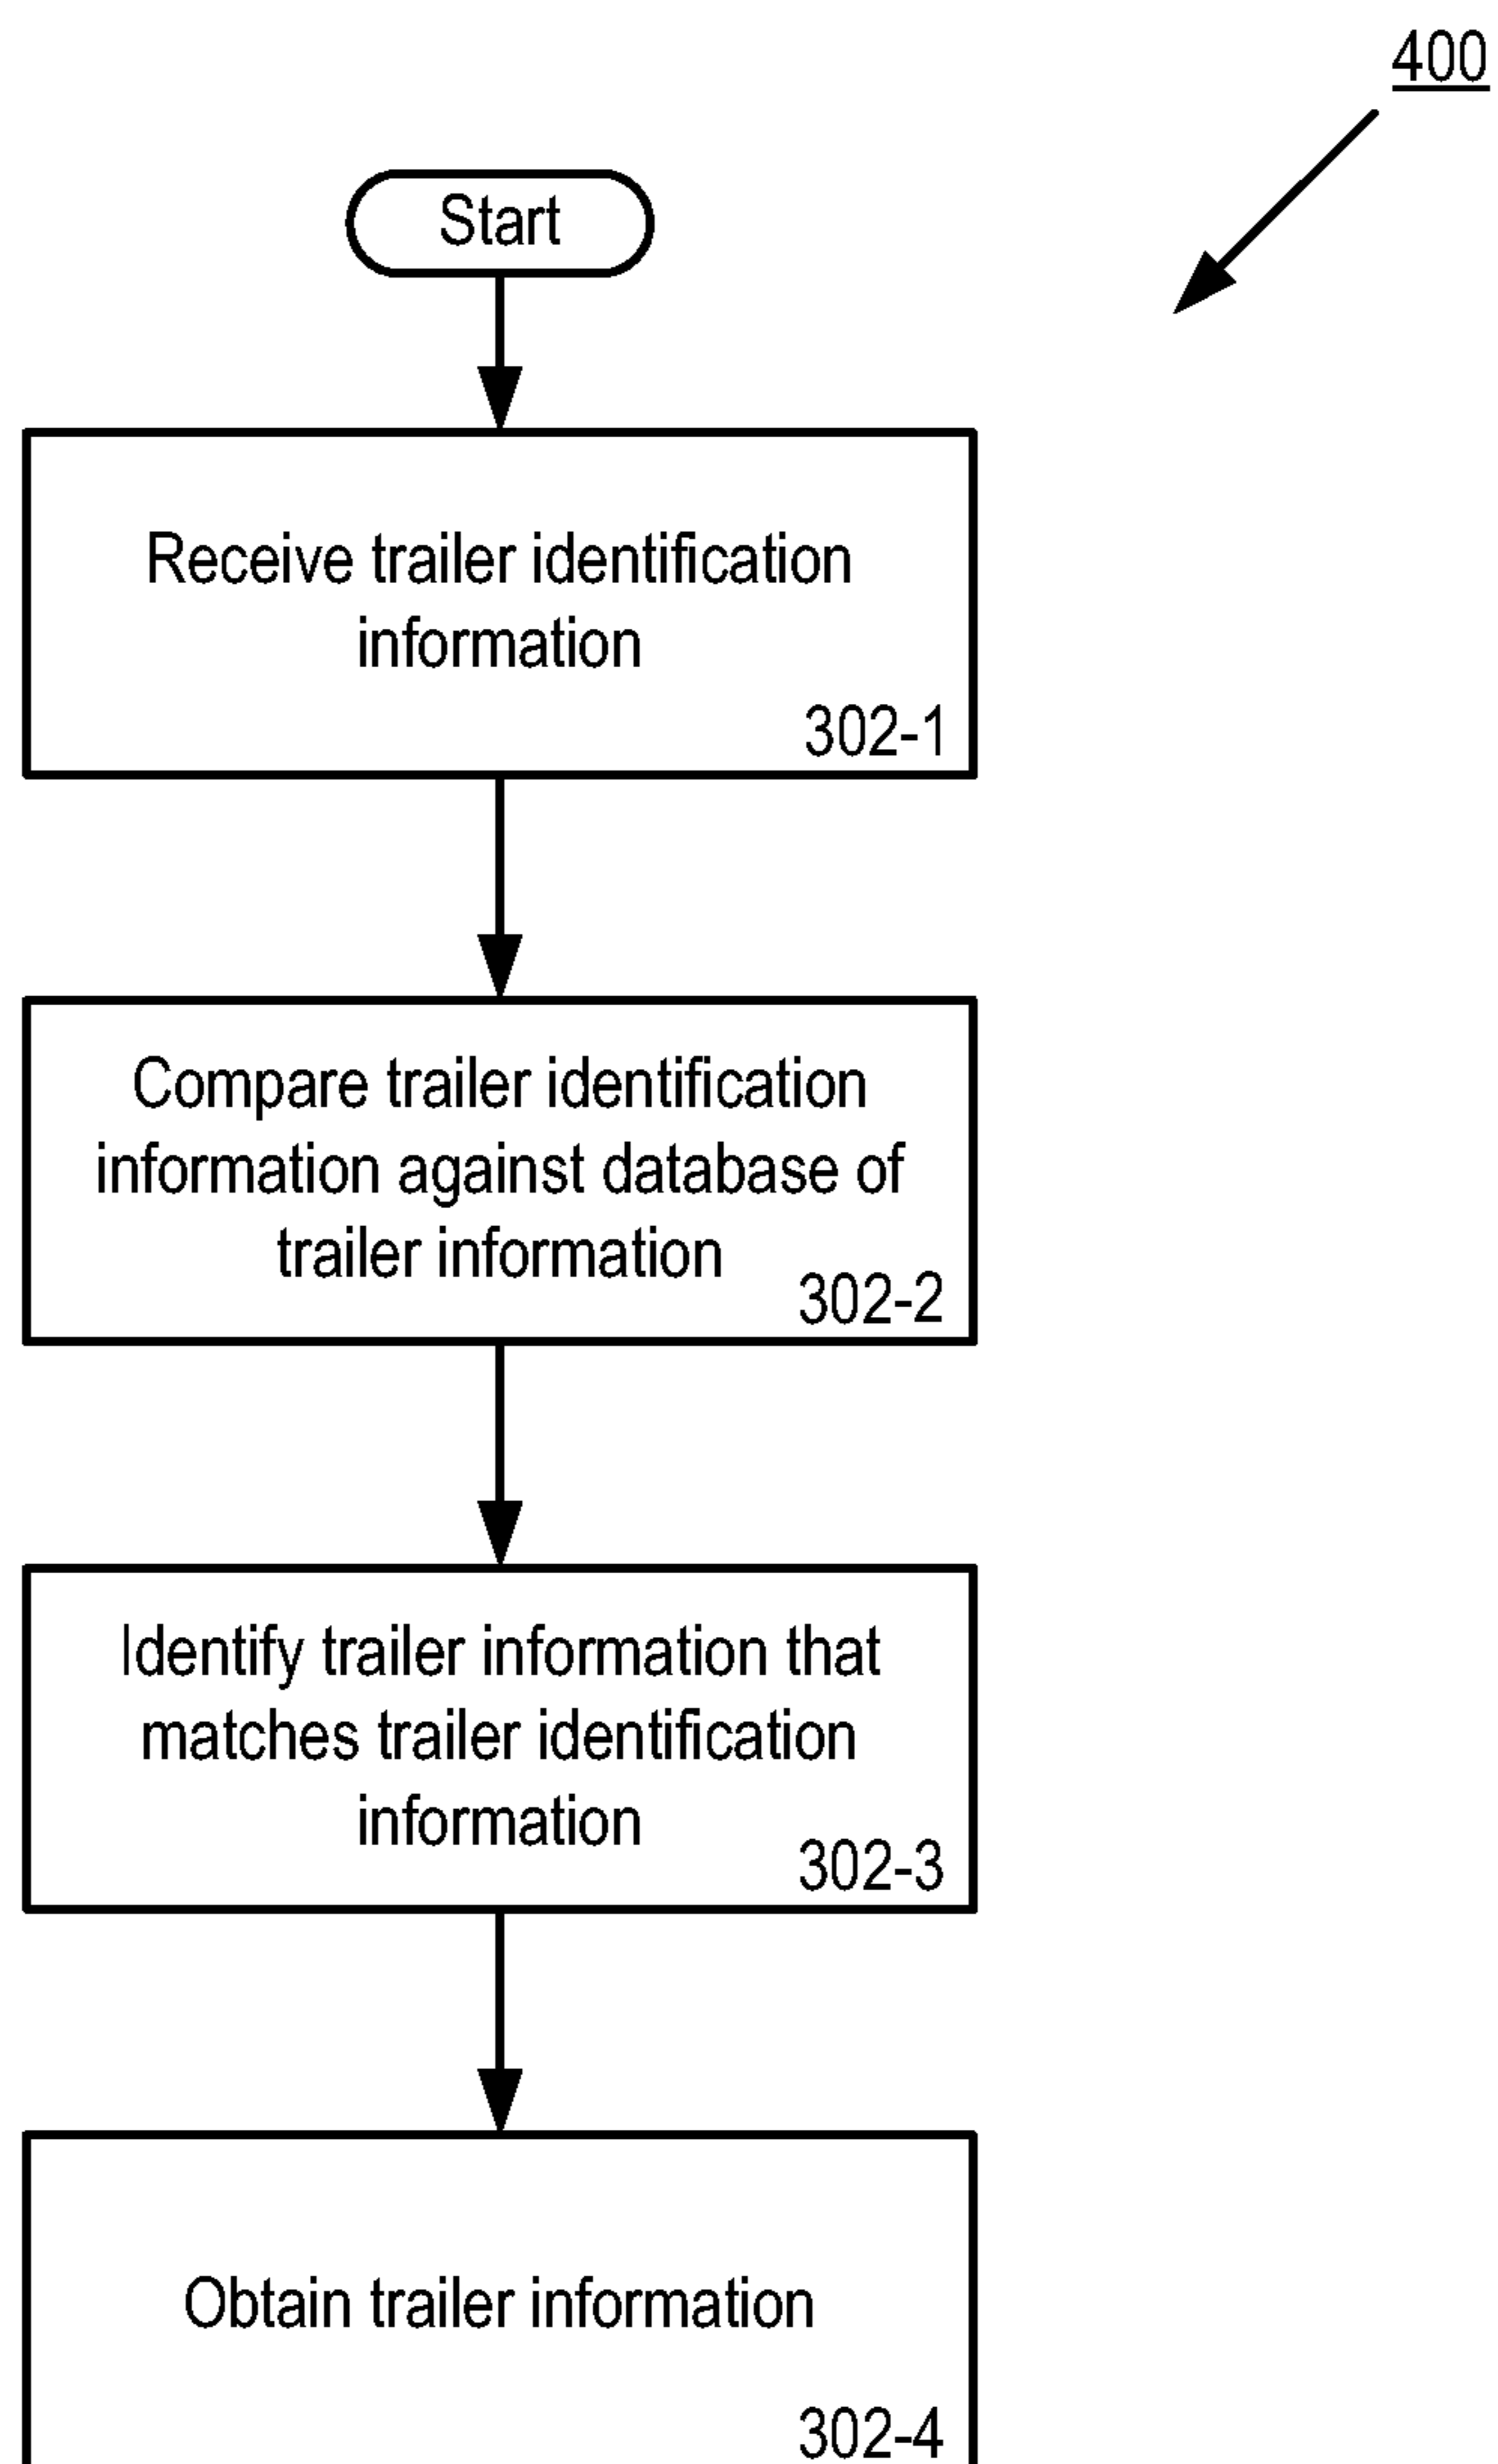 400
Start
Receive trailer identification
information
302-1
Compare trailer identification
information against database of
trailer information
302-2
Identify trailer information that
matches trailer identification
information
302-3
Obtain trailer information
302-4